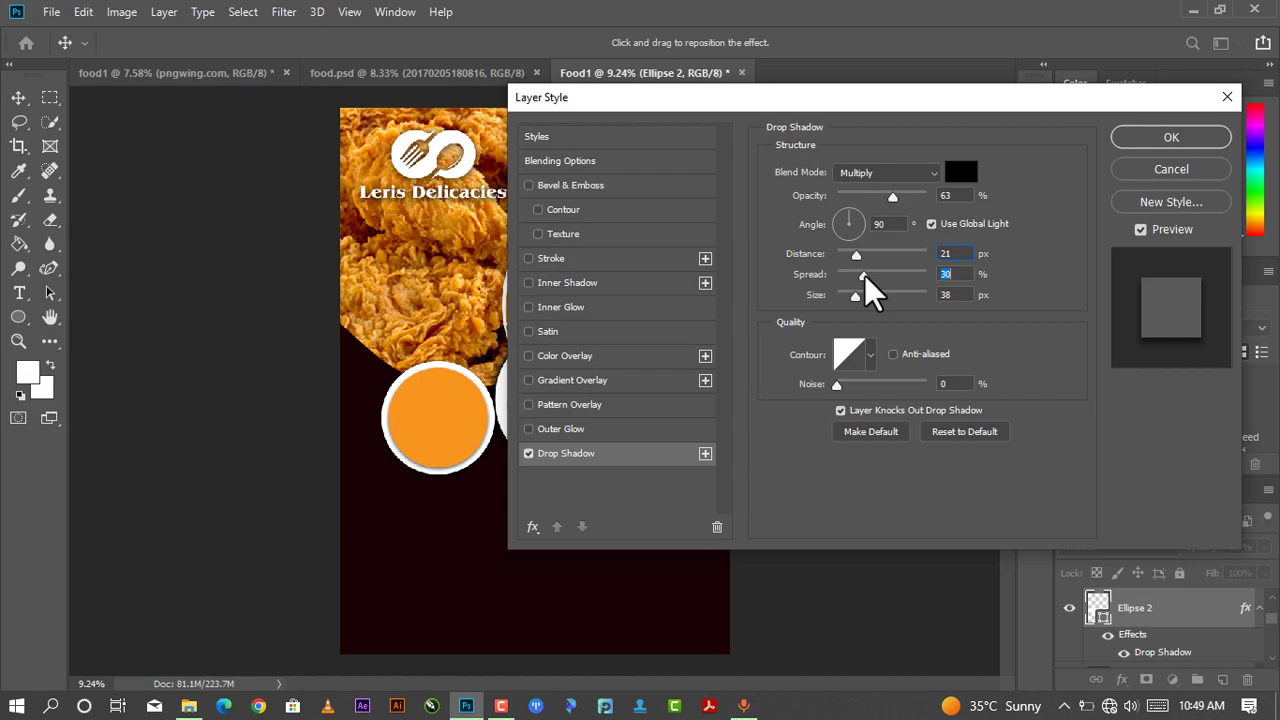 Ps File Edit Image Layer Type Select Filter 3D View Window Help
Click and drag to reposition the effect.
food1 @ 7.58% (pngwing.com, RGB/8) * × food.psd @ 8.33% (20170205180816, RGB/8) × Food1 @ 9.24% (Ellipse 2, RGB/8) * ×
Layer Style
Leris Delicacies
Styles
Blending Options
Bevel & Emboss
Contour
Texture
Stroke
Inner Shadow
Inner Glow
Satin
Color Overlay
Gradient Overlay
Pattern Overlay
Outer Glow
Drop Shadow
fx
Drop Shadow
Structure
Blend Mode: Multiply
Opacity: 63 %
Angle: 90 ° Use Global Light
Distance: 21 px
Spread: 30 %
Size: 38 px
Quality
Contour: Anti-aliased
Noise: 0 %
Layer Knocks Out Drop Shadow
Make Default Reset to Default
OK
Cancel
New Style...
Preview
Lock: Fill: 100%
Ellipse 2 fx
Effects
Drop Shadow
9.24% Doc: 81.1M/223.7M
Ae Ai Ps 35°C Sunny 10:49 AM